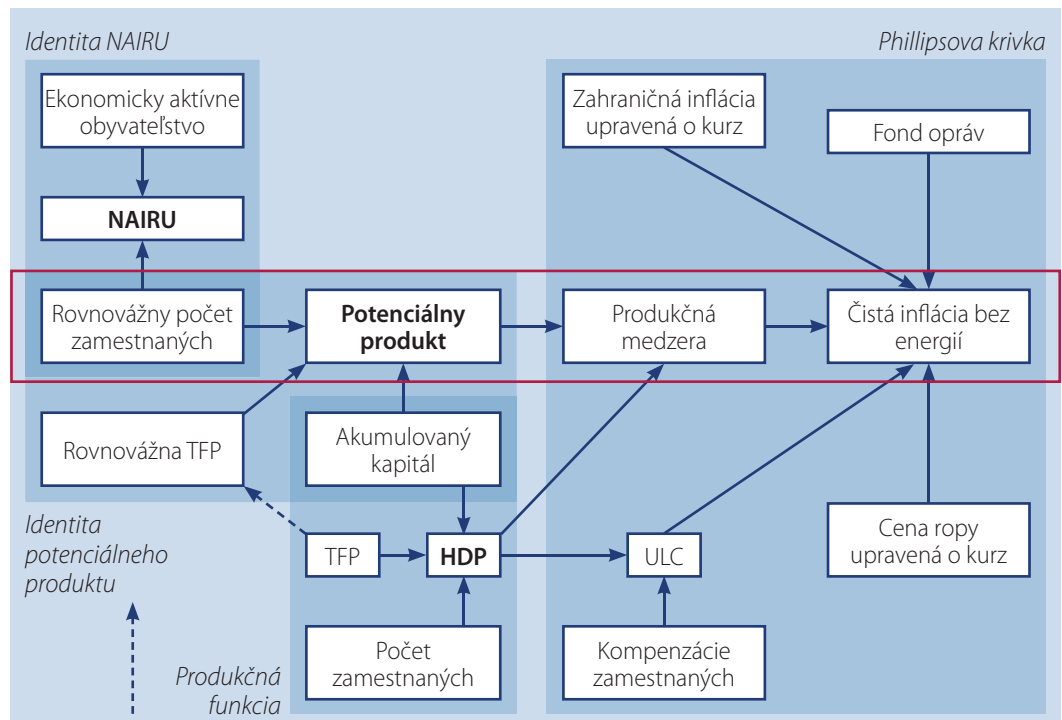 Identita NAIRU
Phillipsova krivka
Ekonomicky aktívne
obyvateľstvo
Zahraničná inflácia
upravená o kurz
Fond opráv
NAIRU
Rovnovážny počet
zamestnaných
Potenciálny
produkt
Produkčná
medzera
Čistá inflácia bez
energií
Rovnovážna TFP
Akumulovaný
kapitál
Identita
potenciálneho
produktu
TFP
HDP
ULC
Cena ropy
upravená o kurz
Produkčná
funkcia
Počet
zamestnaných
Kompenzácie
zamestnaných